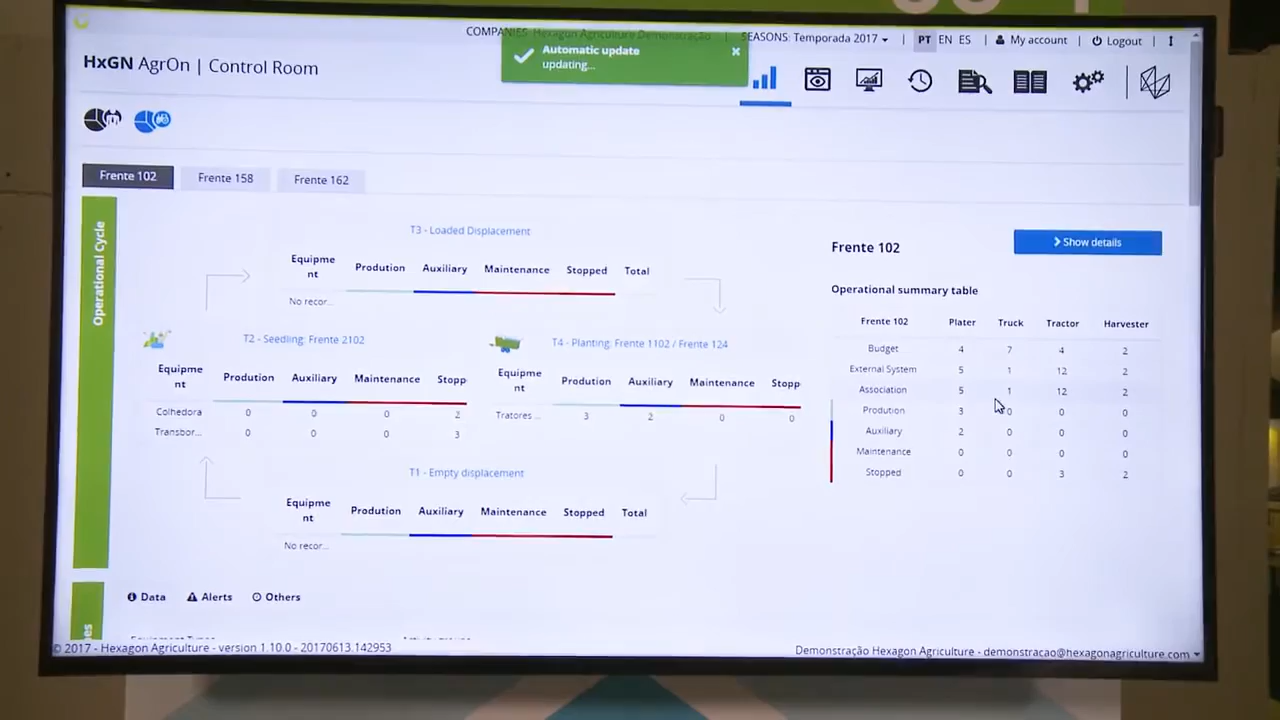 COMPANIES: Hexagon Agriculture Demonstração | SEASONS: Temporada 2017 | PT EN ES | My account | Logout
Automatic update ×
updating...
HxGN AgrOn | Control Room
Frente 102 Frente 158 Frente 162
Operational Cycle
T3 - Loaded Displacement
Equipme
nt Prodution Auxiliary Maintenance Stopped Total
No recor...
T2 - Seedling: Frente 2102
Equipme
nt Prodution Auxiliary Maintenance Stopp
Colhedora 0 0 0 2
Transbor... 0 0 0 3
T4 - Planting: Frente 1102 / Frente 124
Equipme
nt Prodution Auxiliary Maintenance Stopp
Tratores ... 3 2 0 0
T1 - Empty displacement
Equipme
nt Prodution Auxiliary Maintenance Stopped Total
No recor...
Frente 102 Show details
Operational summary table
Frente 102 Plater Truck Tractor Harvester
Budget 4 7 4 2
External System 5 1 12 2
Association 5 1 12 2
Prodution 3 0 0 0
Auxiliary 2 0 0 0
Maintenance 0 0 0 0
Stopped 0 0 3 2
Data Alerts Others
© 2017 - Hexagon Agriculture - version 1.10.0 - 20170613.142953
Demonstração Hexagon Agriculture - demonstracao@hexagonagriculture.com